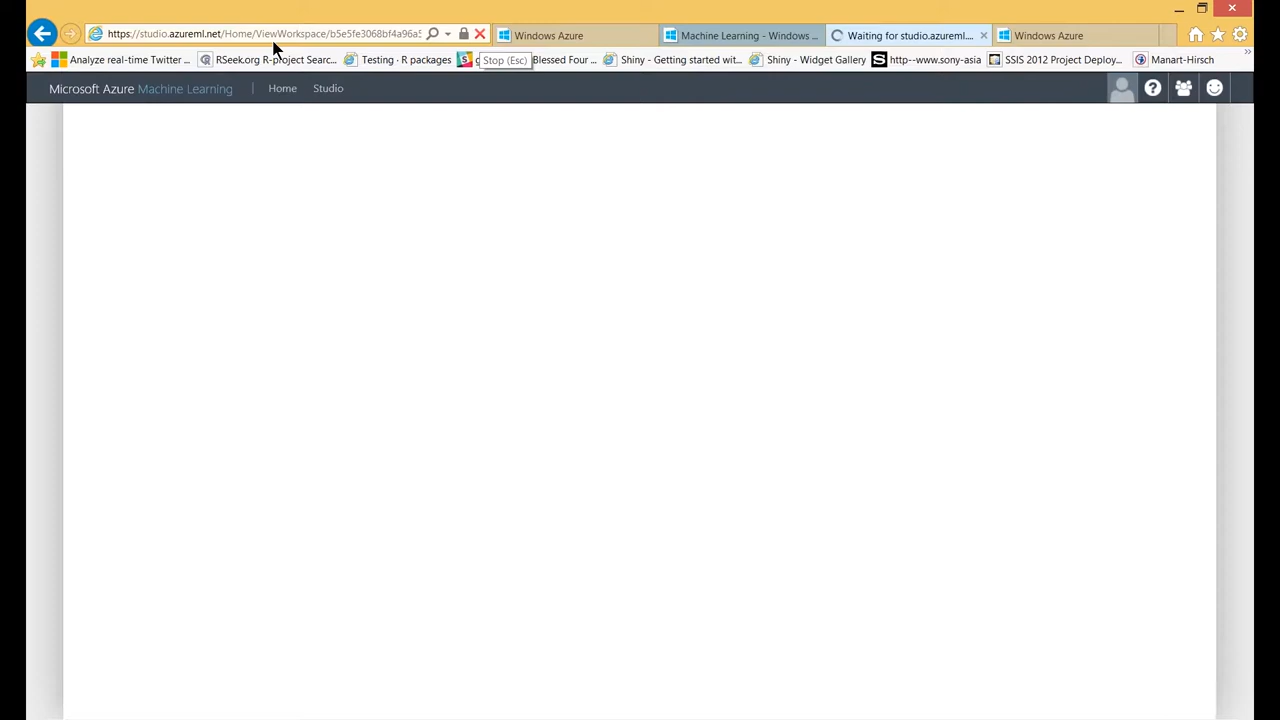 https://studio.azureml.net/Home/ViewWorkspace/b5e5fe3068bf4a96a5
Windows Azure
Machine Learning - Windows ...
Waiting for studio.azureml....
Windows Azure
Analyze real-time Twitter ...
RSeek.org R-project Searc...
Testing · R packages
Stop (Esc)
Blessed Four ...
Shiny - Getting started wit...
Shiny - Widget Gallery
http--www.sony-asia
SSIS 2012 Project Deploy...
Manart-Hirsch
Microsoft Azure Machine Learning
Home
Studio